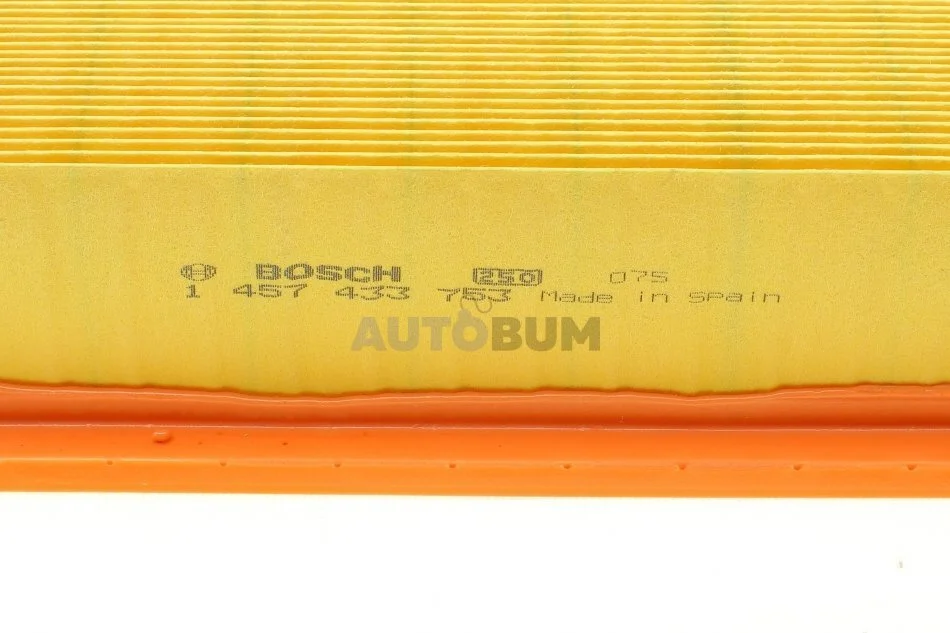 BOSCH 250 075
1 457 433 753 Made in Spain
AUTOBUM